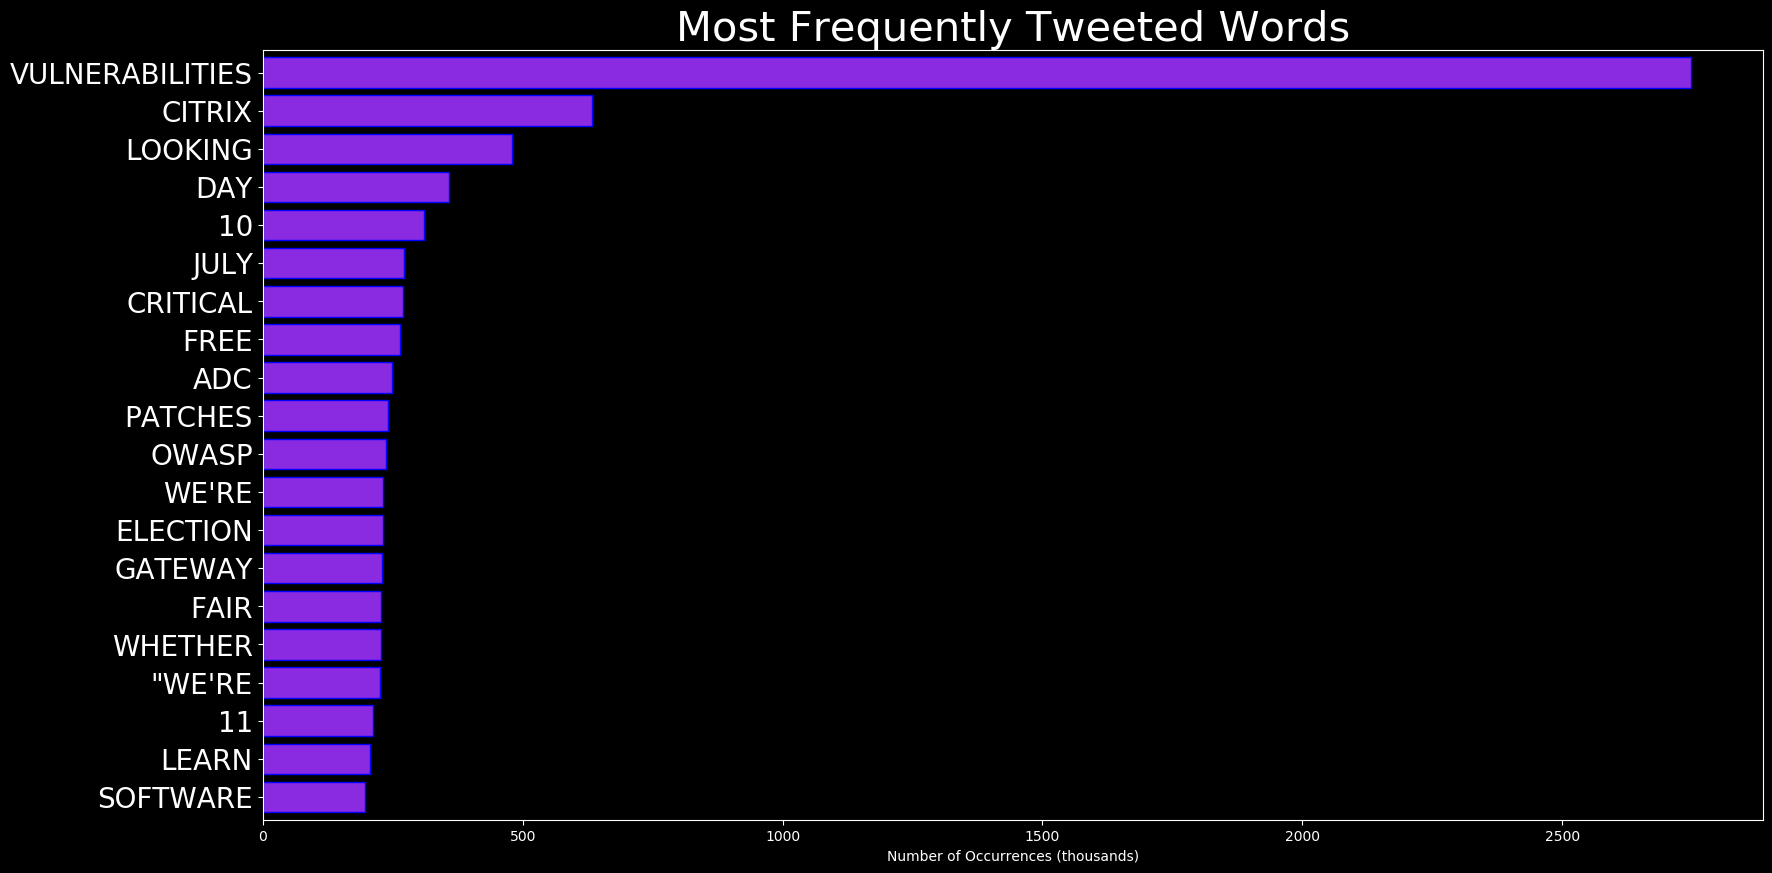 Most Frequently Tweeted Words
VULNERABILITIES
CITRIX
LOOKING
DAY
10
JULY
CRITICAL
FREE
ADC
PATCHES
OWASP
WE'RE
ELECTION
GATEWAY
FAIR
WHETHER
"WE'RE
11
LEARN
SOFTWARE
0 500 1000 1500 2000 2500
Number of Occurrences (thousands)